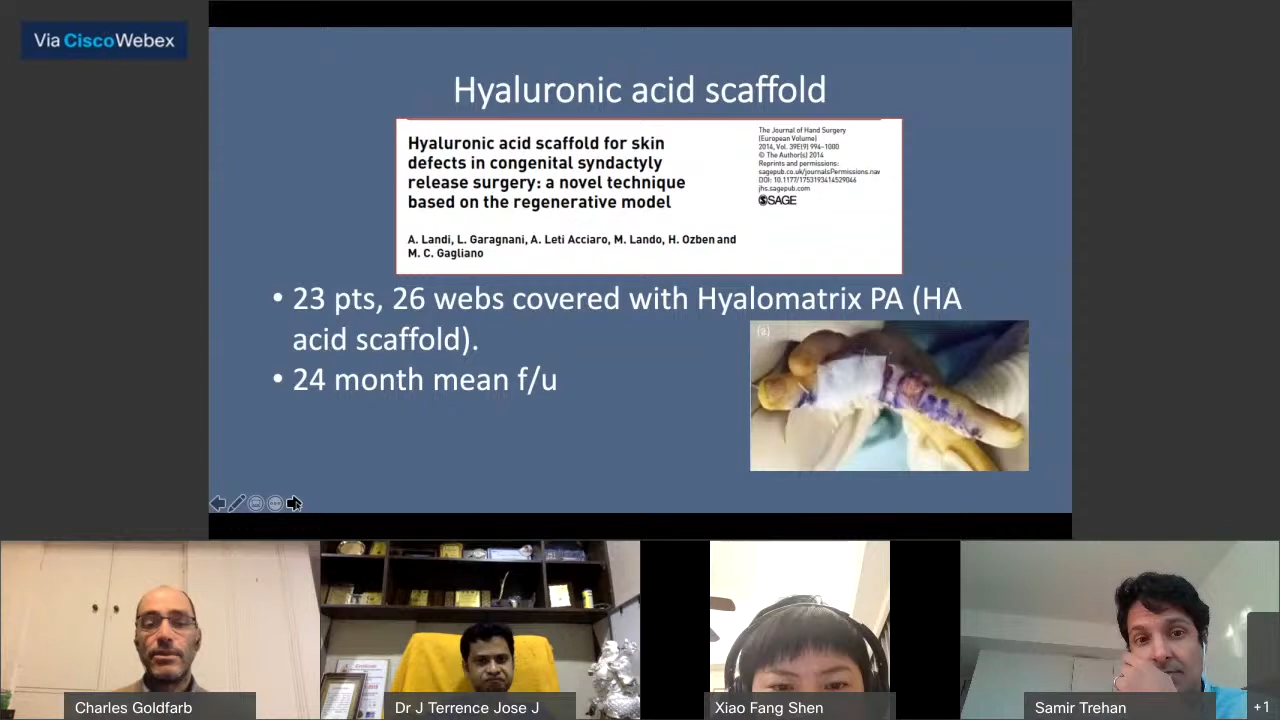 Via CiscoWebex
Hyaluronic acid scaffold
Hyaluronic acid scaffold for skin
defects in congenital syndactyly
release surgery: a novel technique
based on the regenerative model
A. Landi, L. Garagnani, A. Leti Acciaro, M. Lando, H. Ozben and
M. C. Gagliano
The Journal of Hand Surgery
(European Volume)
2014, Vol. 39E(9) 994–1000
© The Author(s) 2014
Reprints and permissions:
sagepub.co.uk/journalsPermissions.nav
DOI: 10.1177/1753193414529046
jhs.sagepub.com
SAGE
• 23 pts, 26 webs covered with Hyalomatrix PA (HA
acid scaffold).
• 24 month mean f/u
(a)
Charles Goldfarb
Dr J Terrence Jose J
Xiao Fang Shen
Samir Trehan
+1